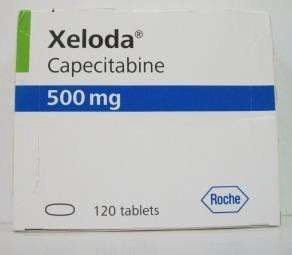 Xeloda®
Capecitabine
500 mg
120 tablets
Roche